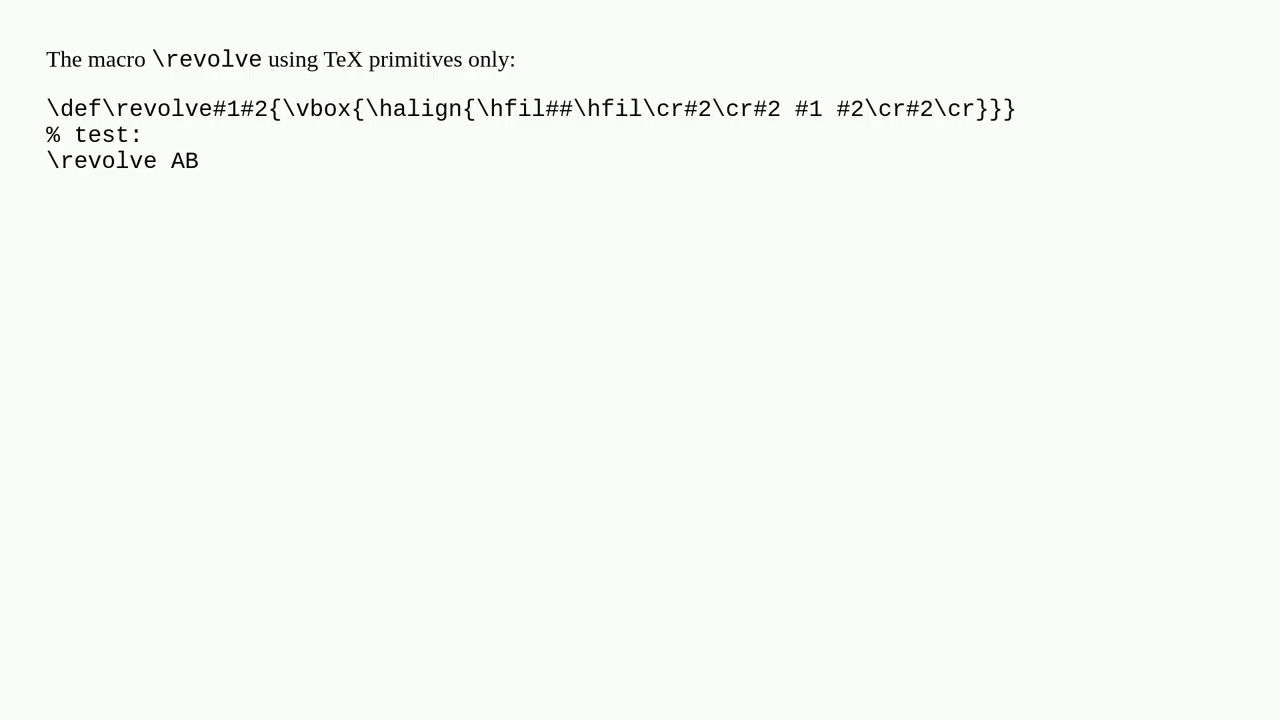 The macro \revolve using TeX primitives only:
\def\revolve#1#2{\vbox{\halign{\hfil##\hfil\cr#2\cr#2 #1 #2\cr#2\cr}}}
% test:
\revolve AB